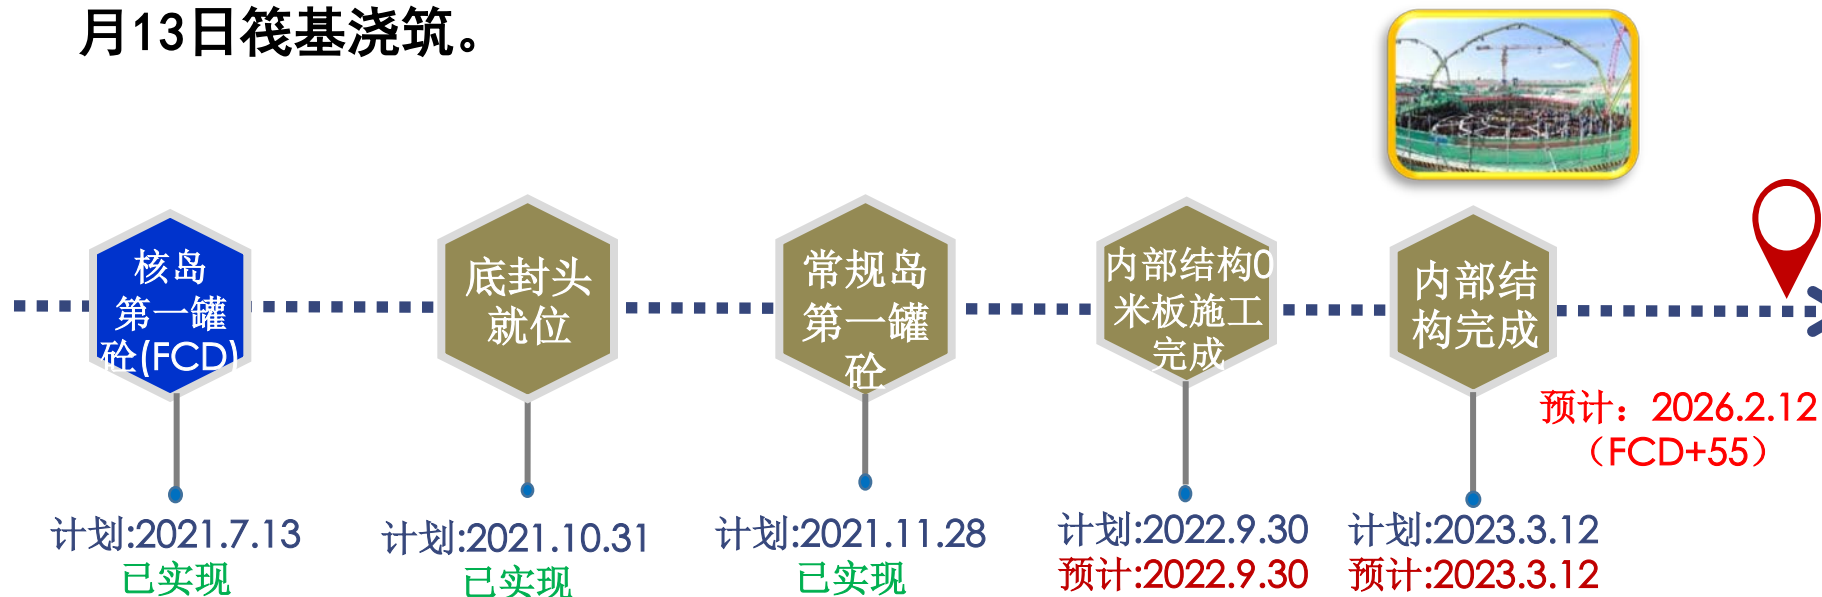 月13日筏基浇筑。
核岛
第一罐
砼(FCD)
底封头
就位
常规岛
第一罐
砼
内部结构0
米板施工
完成
内部结
构完成
预计：2026.2.12
（FCD+55）
计划:2021.7.13
已实现
计划:2021.10.31
已实现
计划:2021.11.28
已实现
计划:2022.9.30
预计:2022.9.30
计划:2023.3.12
预计:2023.3.12